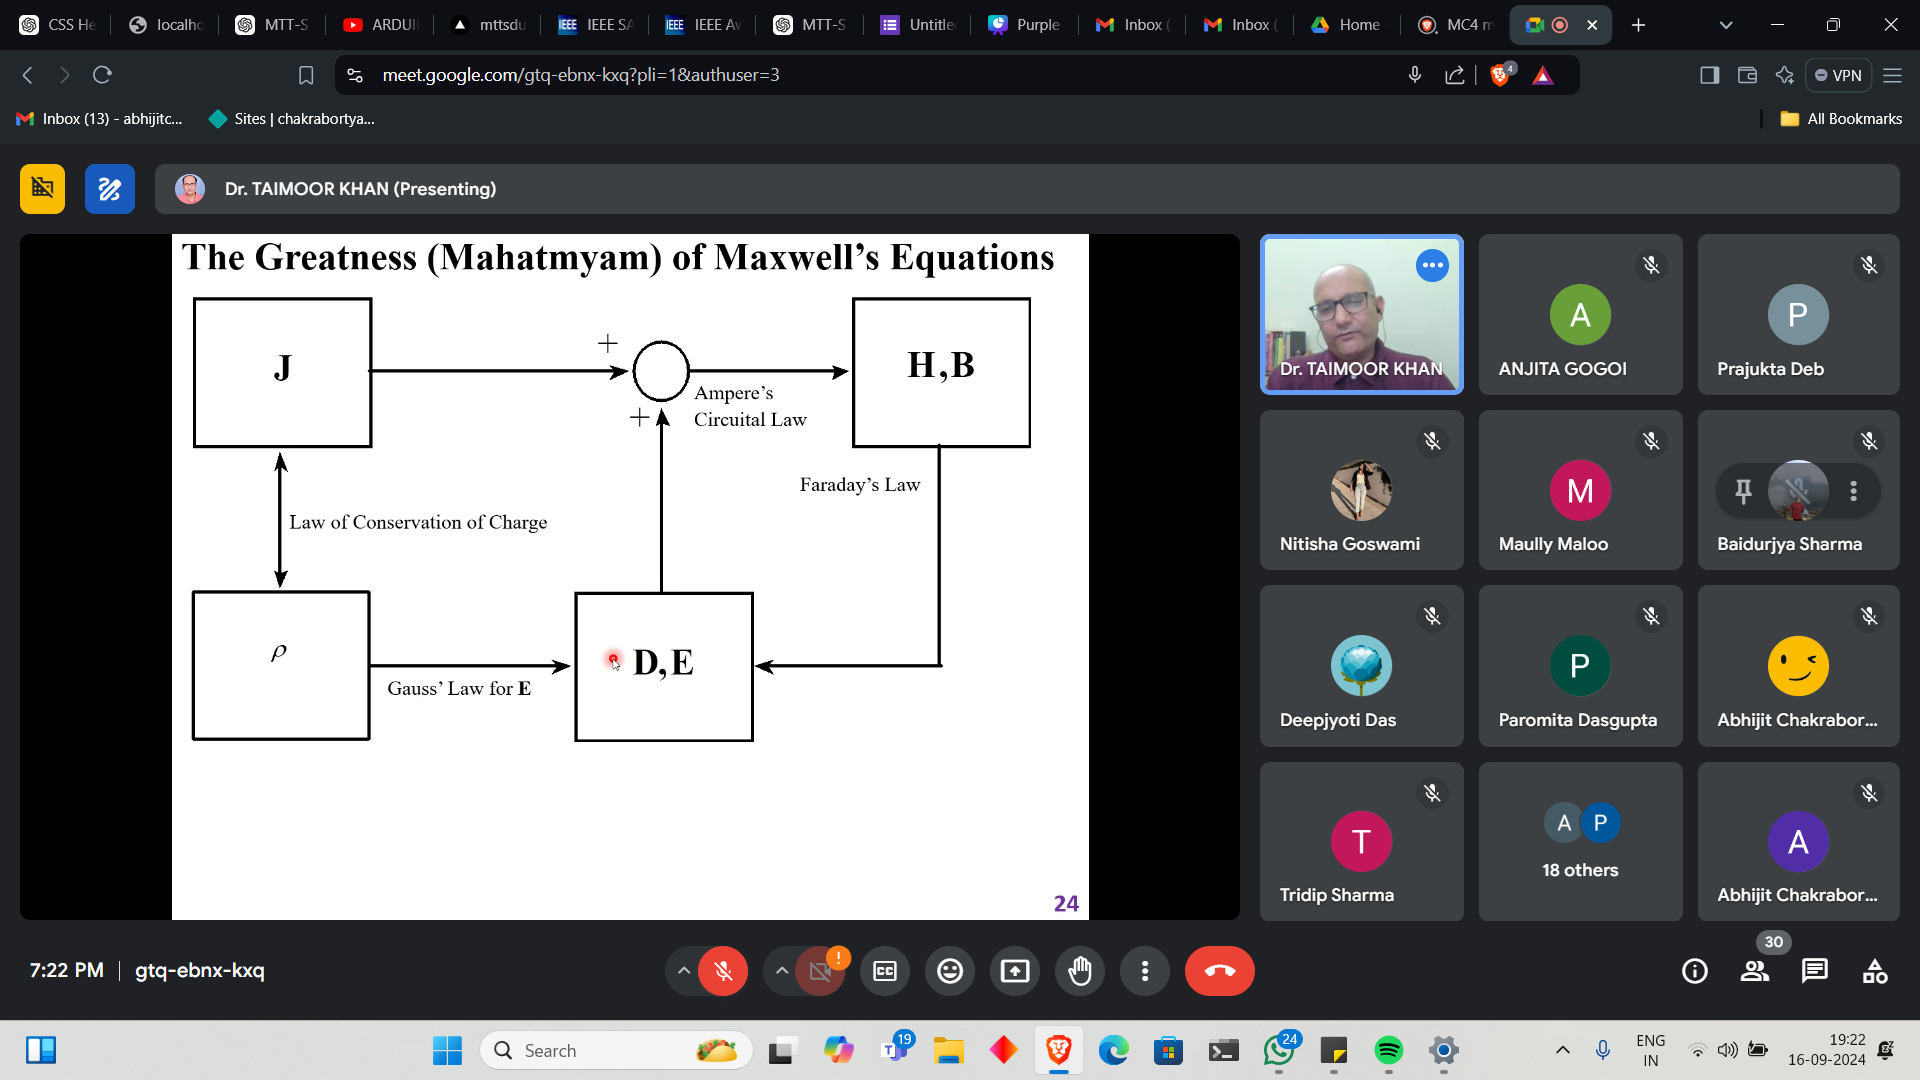 CSS He
localho
MTT-S
ARDUI
mttsdu
IEEE SA
IEEE Aw
MTT-S
Untitle
Purple
Inbox (
Inbox (
Home
MC4 m
meet.google.com/gtq-ebnx-kxq?pli=1&authuser=3
4
VPN
Inbox (13) - abhijitc...
Sites | chakrabortya...
All Bookmarks
Dr. TAIMOOR KHAN (Presenting)
The Greatness (Mahatmyam) of Maxwell's Equations
J
+
+
Ampere's
Circuital Law
H,B
Faraday's Law
Law of Conservation of Charge
ρ
Gauss' Law for E
D,E
24
Dr. TAIMOOR KHAN
A
ANJITA GOGOI
P
Prajukta Deb
Nitisha Goswami
M
Maully Maloo
Baidurjya Sharma
Deepjyoti Das
P
Paromita Dasgupta
Abhijit Chakrabor...
T
Tridip Sharma
A P
18 others
A
Abhijit Chakrabor...
7:22 PM | gtq-ebnx-kxq
!
CC
30
Search
19
24
ENG
IN
19:22
16-09-2024